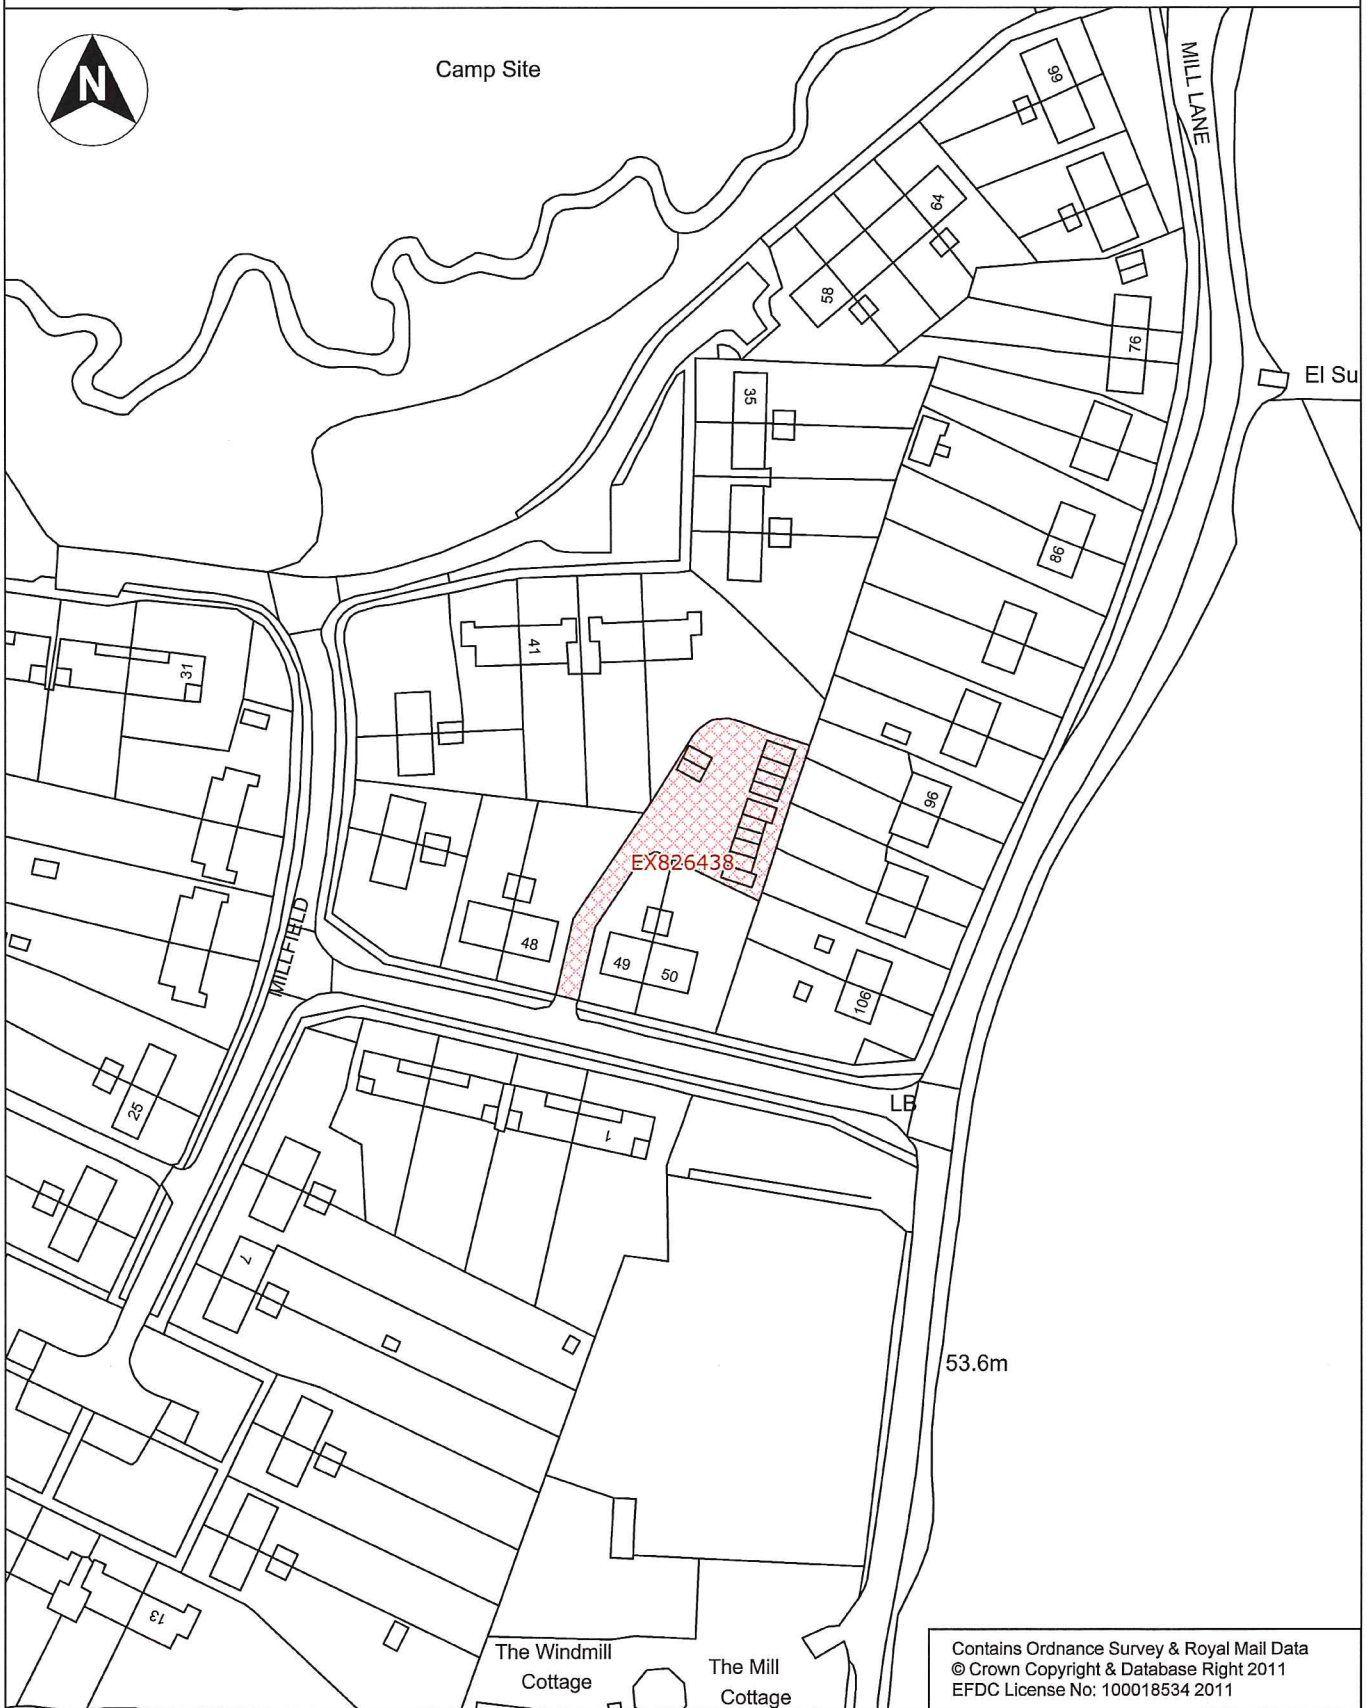 N
Camp Site
MILL LANE
66
64
58
76
El Su
35
86
41
31
96
EX826438
48
49
50
106
MILLFIELD
LB
25
1
7
53.6m
13
The Windmill
Cottage
The Mill
Cottage
Contains Ordnance Survey & Royal Mail Data
© Crown Copyright & Database Right 2011
EFDC License No: 100018534 2011